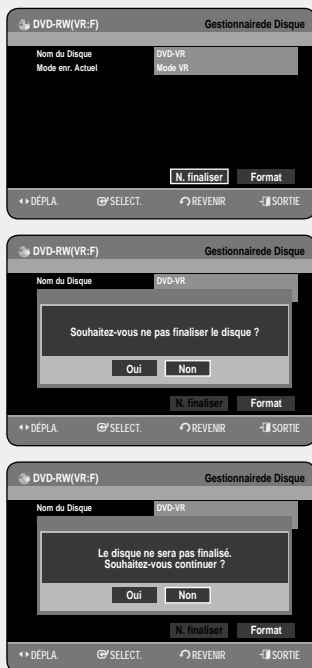 DVD-RW(VR:F) Gestionnairede Disque
Nom du Disque DVD-VR
Mode enr. Actuel Mode VR
N. finaliser Format
DÉPLA. SELECT. REVENIR SORTIE
DVD-RW(VR:F) Gestionnairede Disque
Nom du Disque DVD-VR
Souhaitez-vous ne pas finaliser le disque ?
Oui Non
N. finaliser Format
DÉPLA. SELECT. REVENIR SORTIE
DVD-RW(VR:F) Gestionnairede Disque
Nom du Disque DVD-VR
Le disque ne sera pas finalisé.
Souhaitez-vous continuer ?
Oui Non
N. finaliser Format
DÉPLA. SELECT. REVENIR SORTIE